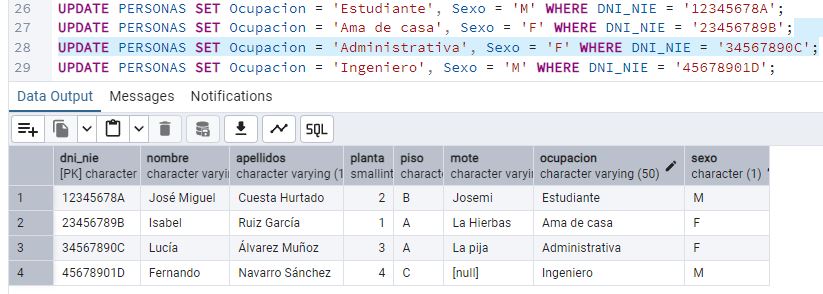 26 UPDATE PERSONAS SET Ocupacion = 'Estudiante', Sexo = 'M' WHERE DNI_NIE = '12345678A';
27 UPDATE PERSONAS SET Ocupacion = 'Ama de casa', Sexo = 'F' WHERE DNI_NIE = '23456789B';
28 UPDATE PERSONAS SET Ocupacion = 'Administrativa', Sexo = 'F' WHERE DNI_NIE = '34567890C';
29 UPDATE PERSONAS SET Ocupacion = 'Ingeniero', Sexo = 'M' WHERE DNI_NIE = '45678901D';
Data Output Messages Notifications
SQL
dni_nie nombre apellidos planta piso mote ocupacion sexo
[PK] character character varyin character varying (1 smallint charact character varyin character varying (50) character (1)
1 12345678A José Miguel Cuesta Hurtado 2 B Josemi Estudiante M
2 23456789B Isabel Ruiz García 1 A La Hierbas Ama de casa F
3 34567890C Lucía Álvarez Muñoz 3 A La pija Administrativa F
4 45678901D Fernando Navarro Sánchez 4 C [null] Ingeniero M